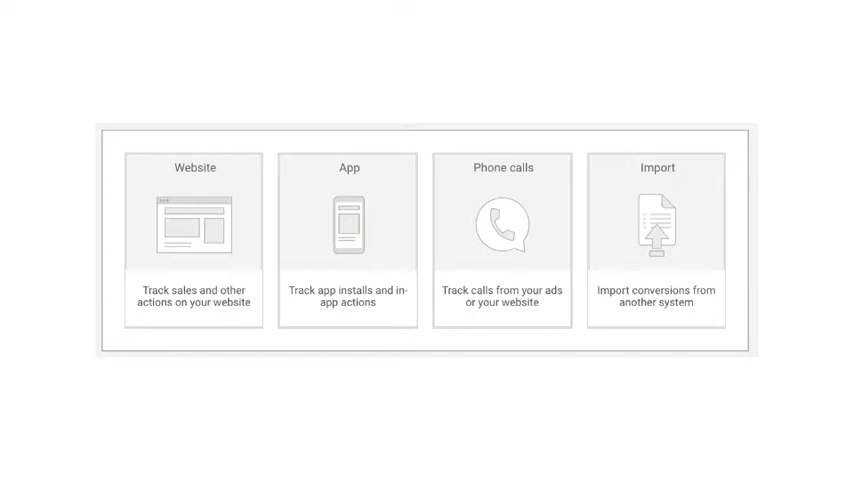 Website
Track sales and other
actions on your website
App
Track app installs and in-
app actions
Phone calls
Track calls from your ads
or your website
Import
Import conversions from
another system